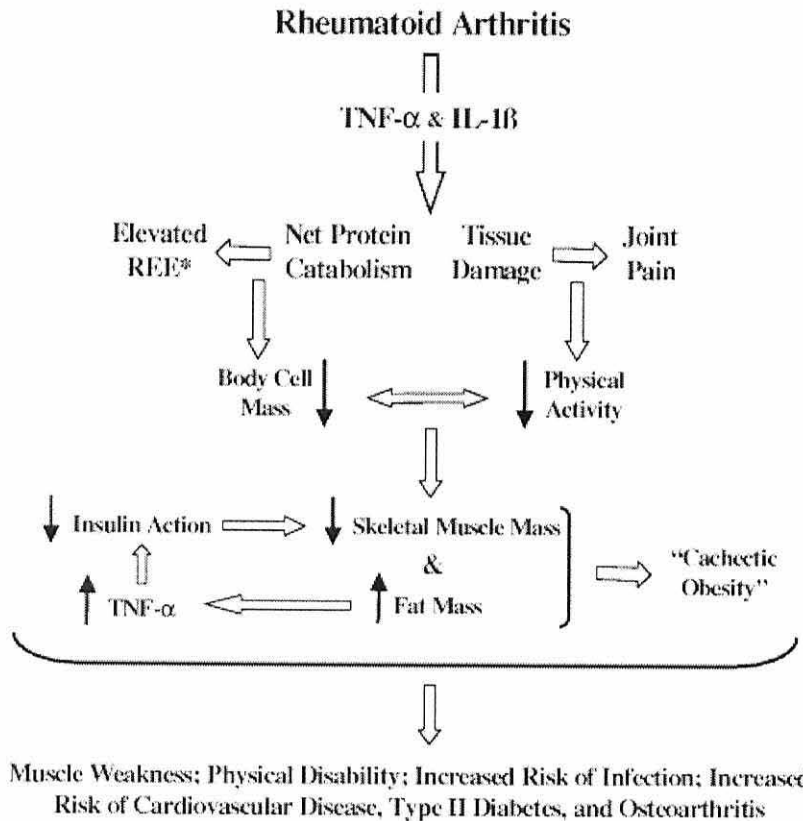 Rheumatoid Arthritis
TNF-α & IL-1ß
Elevated
REE*
Net Protein
Catabolism
Tissue
Damage
Joint
Pain
Body Cell
Mass
Physical
Activity
Insulin Action
Skeletal Muscle Mass
&
Fat Mass
TNF-α
“Cachectic
Obesity”
Muscle Weakness; Physical Disability; Increased Risk of Infection; Increased
Risk of Cardiovascular Disease, Type II Diabetes, and Osteoarthritis